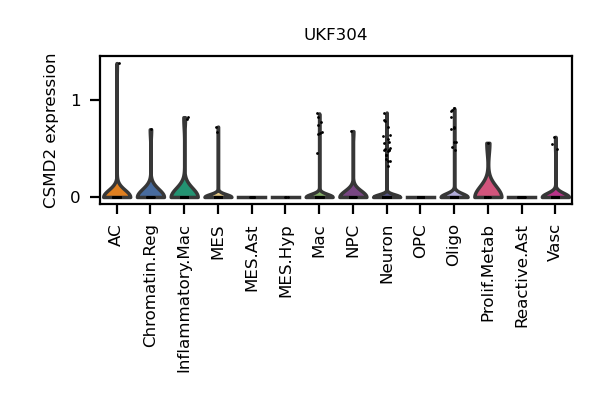 UKF304
CSMD2 expression
1
0
AC
Chromatin.Reg
Inflammatory.Mac
MES
MES.Ast
MES.Hyp
Mac
NPC
Neuron
OPC
Oligo
Prolif.Metab
Reactive.Ast
Vasc